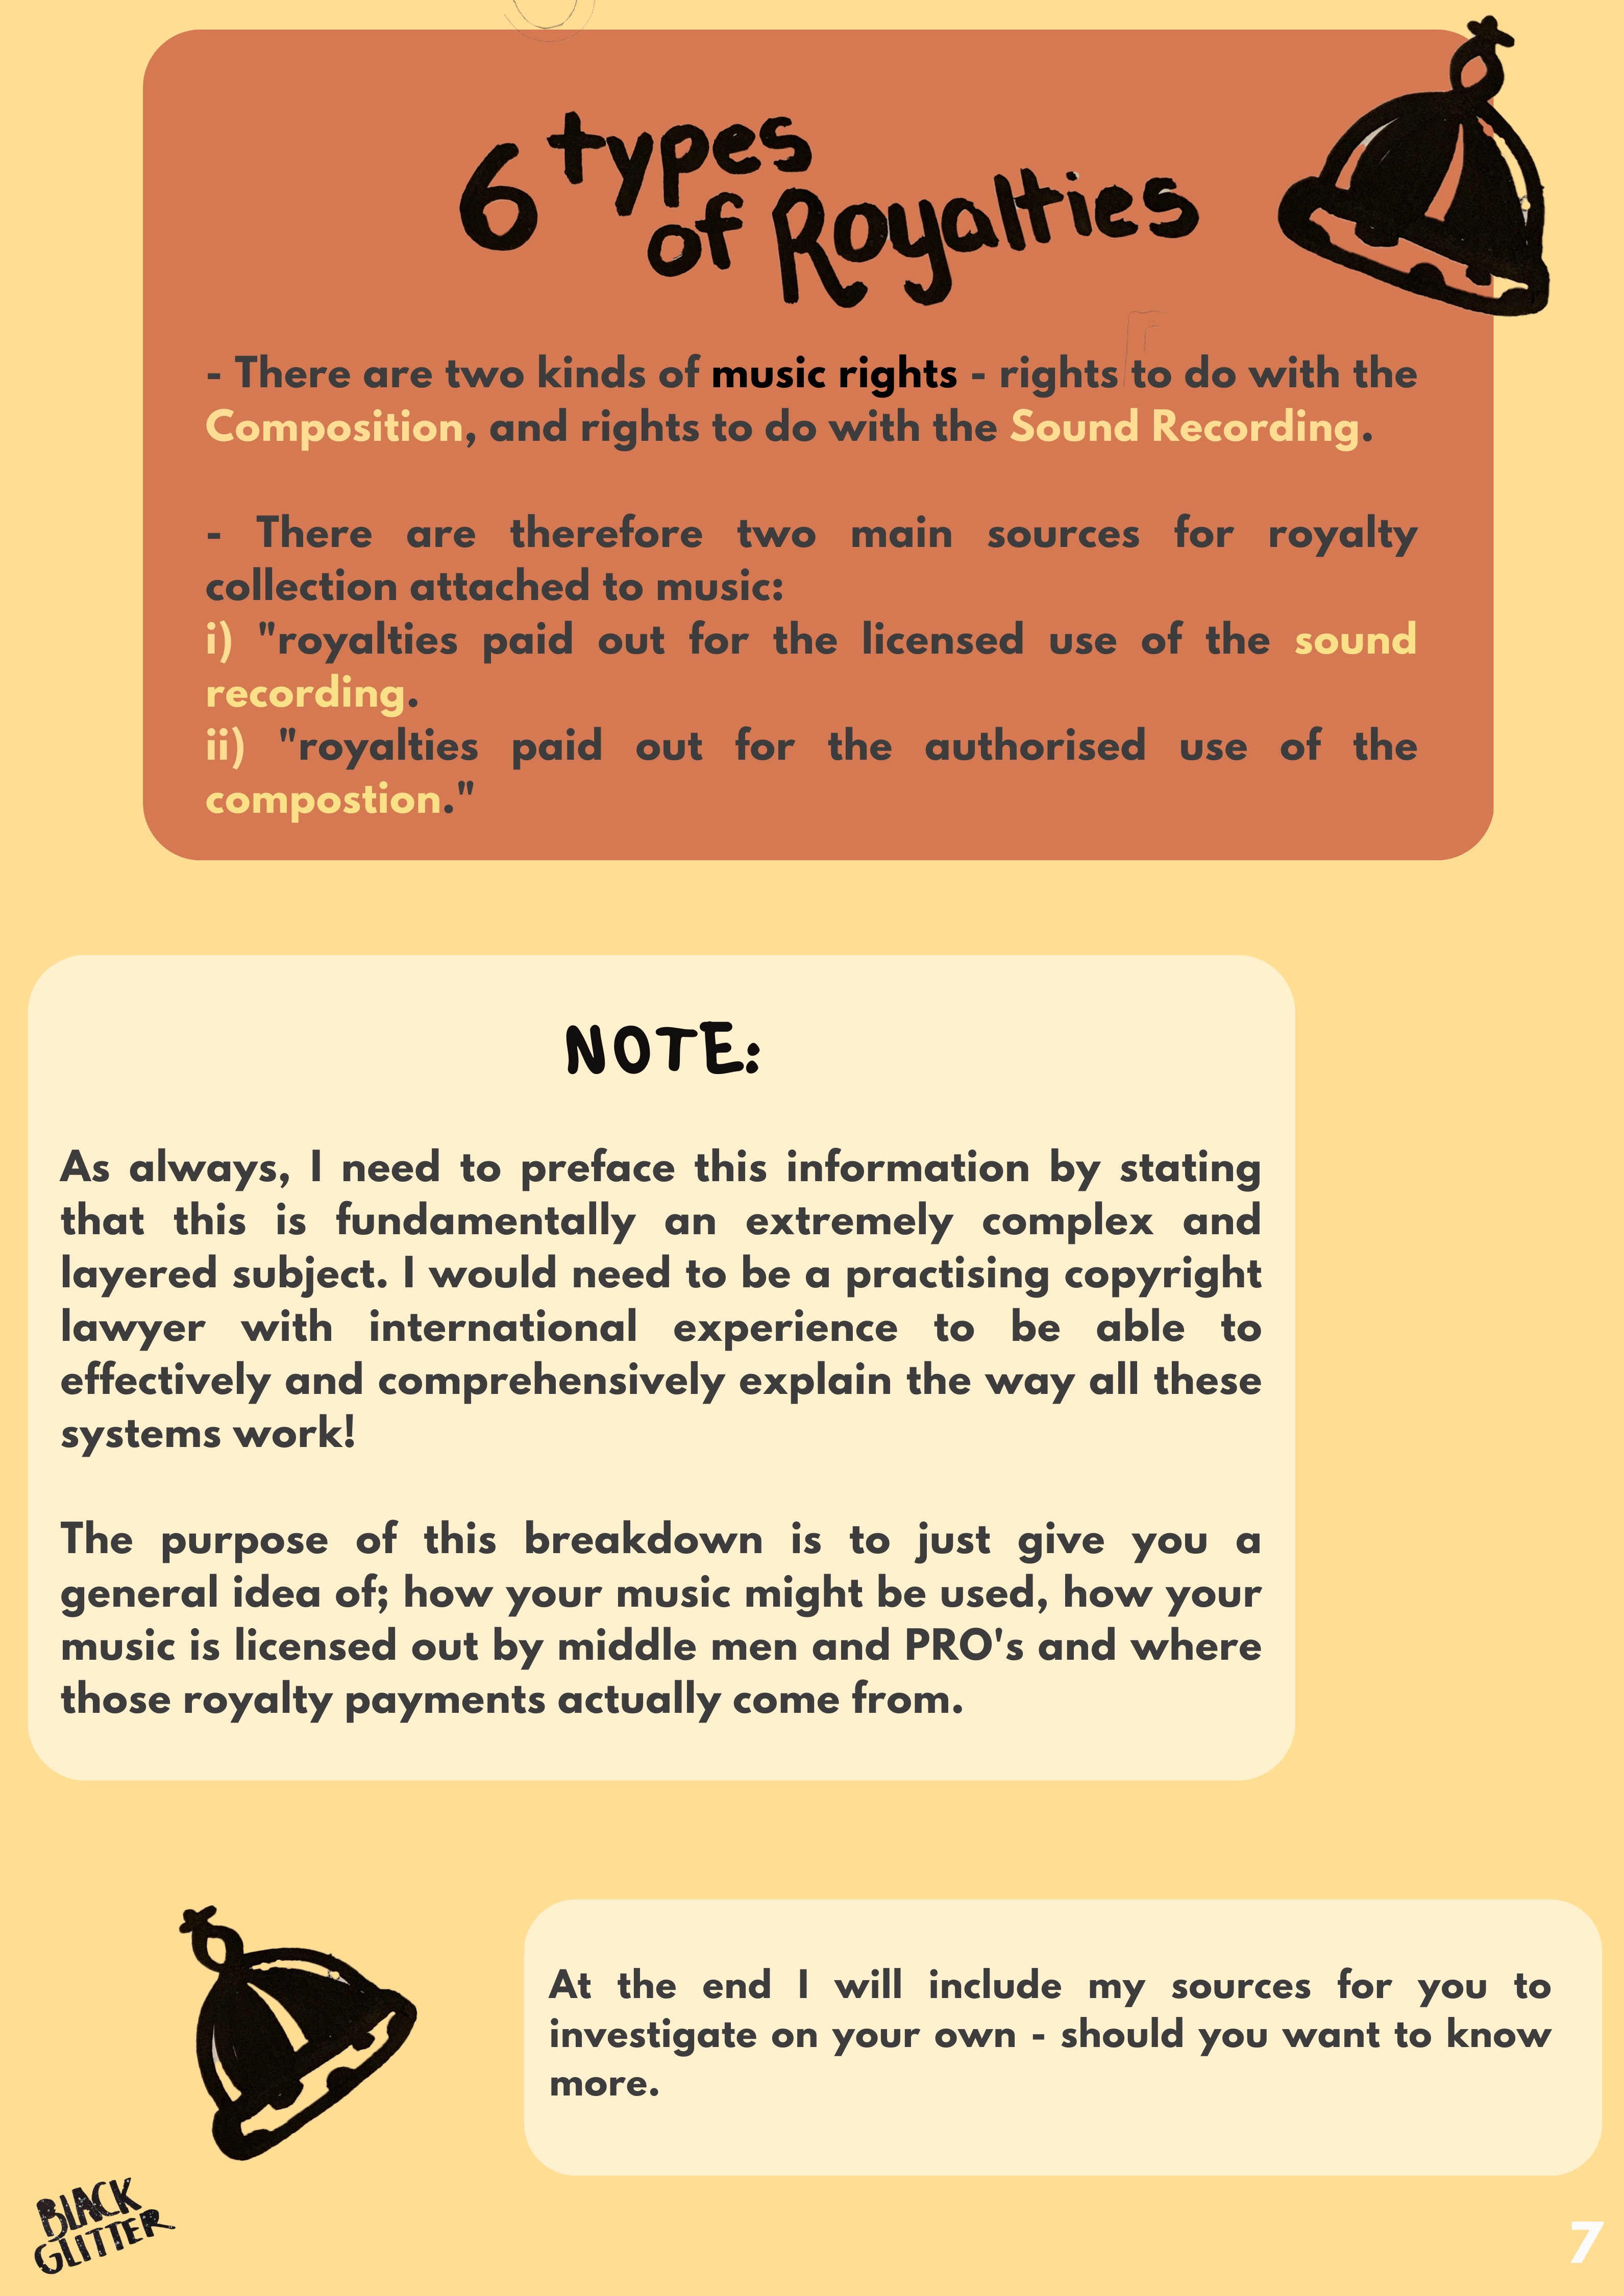 6 types
of Royalties
- There are two kinds of music rights - rights to do with the
Composition, and rights to do with the Sound Recording.
- There are therefore two main sources for royalty
collection attached to music:
i) "royalties paid out for the licensed use of the sound
recording.
ii) "royalties paid out for the authorised use of the
compostion."
NOTE:
As always, I need to preface this information by stating
that this is fundamentally an extremely complex and
layered subject. I would need to be a practising copyright
lawyer with international experience to be able to
effectively and comprehensively explain the way all these
systems work!
The purpose of this breakdown is to just give you a
general idea of; how your music might be used, how your
music is licensed out by middle men and PRO's and where
those royalty payments actually come from.
At the end I will include my sources for you to
investigate on your own - should you want to know
more.
BLACK
GLITTER
7